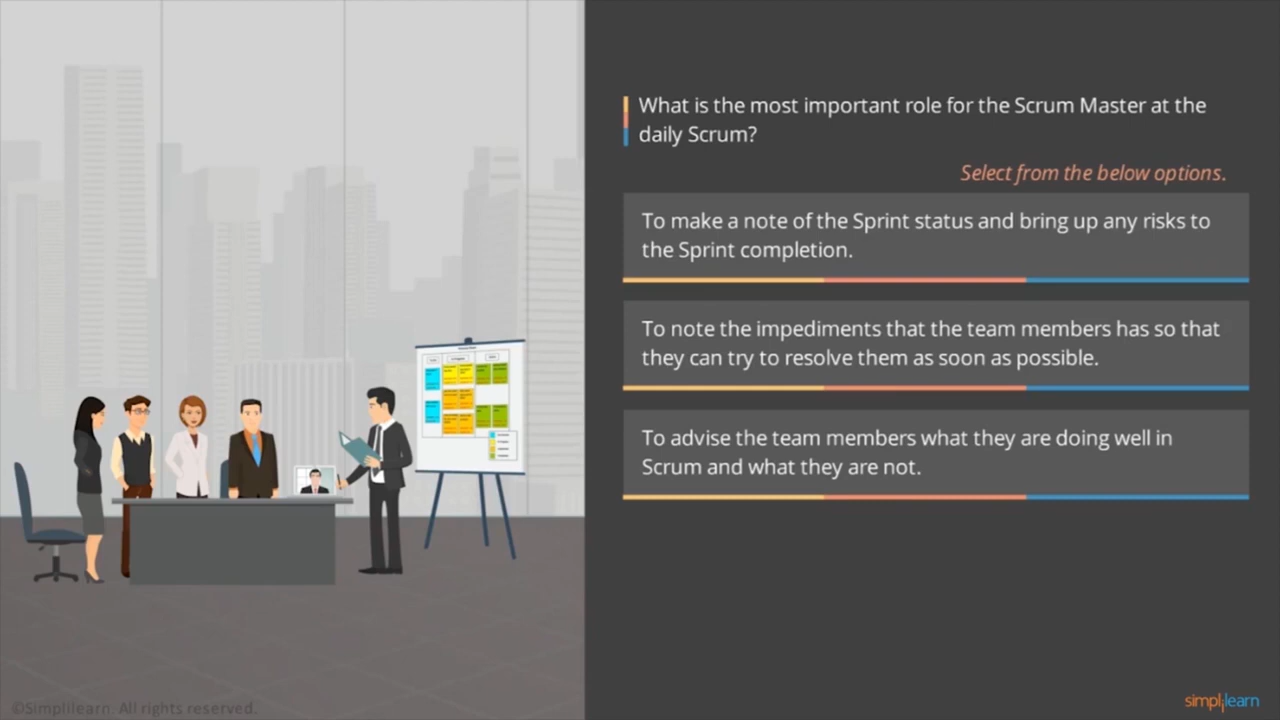 What is the most important role for the Scrum Master at the
daily Scrum?
Select from the below options.
To make a note of the Sprint status and bring up any risks to
the Sprint completion.
To note the impediments that the team members has so that
they can try to resolve them as soon as possible.
To advise the team members what they are doing well in
Scrum and what they are not.
©Simplilearn. All rights reserved.
simplilearn